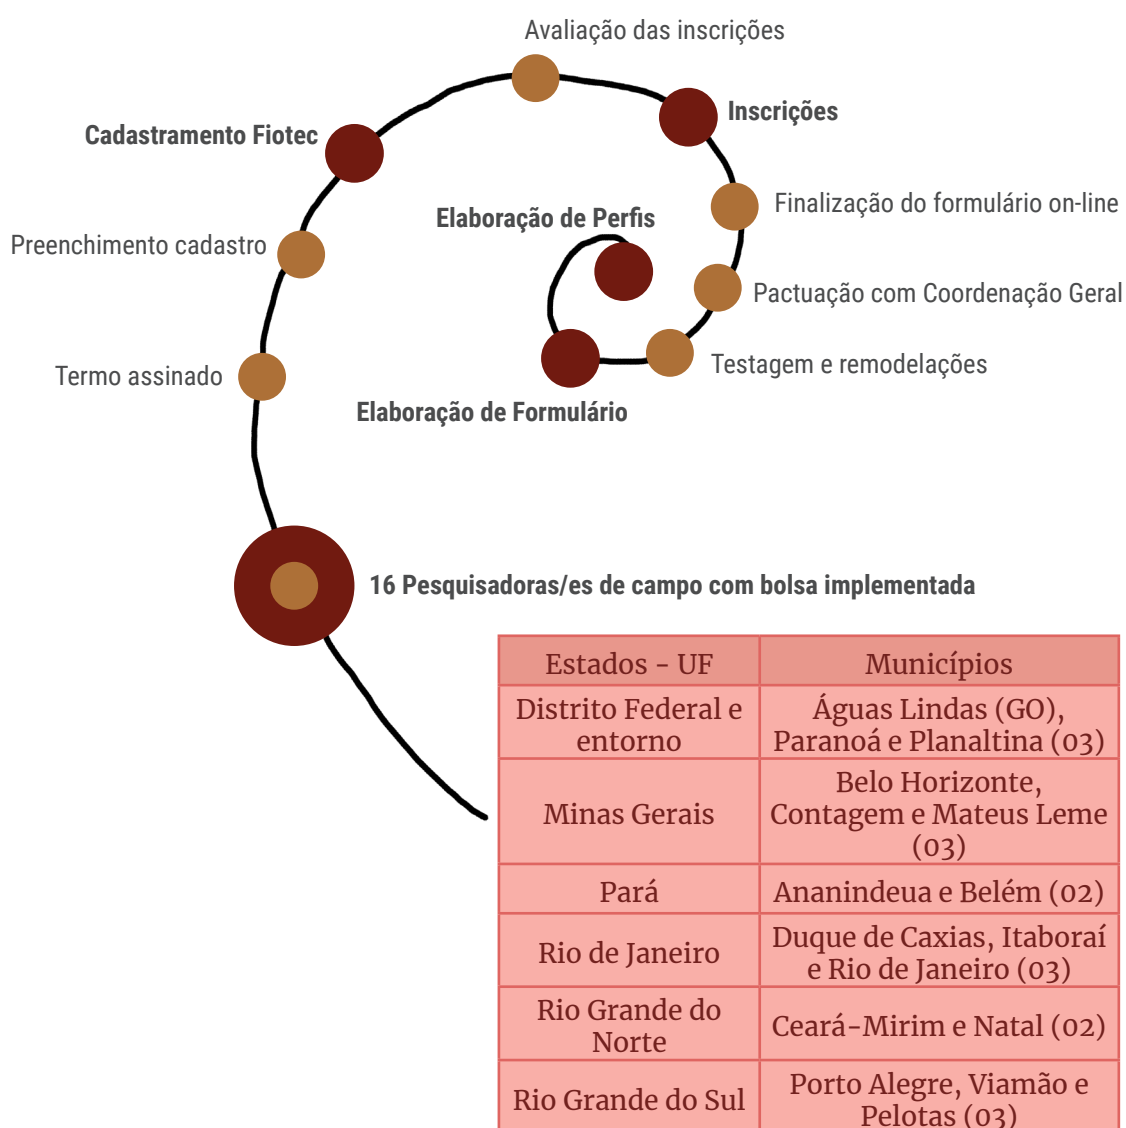 Avaliação das inscrições
Inscrições
Cadastramento Fiotec
Finalização do formulário on-line
Elaboração de Perfis
Preenchimento cadastro
Pactuação com Coordenação Geral
Testagem e remodelações
Termo assinado
Elaboração de Formulário
16 Pesquisadoras/es de campo com bolsa implementada
Estados - UF
Municípios
Distrito Federal e
entorno
Águas Lindas (GO),
Paranoá e Planaltina (03)
Minas Gerais
Belo Horizonte,
Contagem e Mateus Leme
(03)
Pará
Ananindeua e Belém (02)
Rio de Janeiro
Duque de Caxias, Itaboraí
e Rio de Janeiro (03)
Rio Grande do
Norte
Ceará-Mirim e Natal (02)
Rio Grande do Sul
Porto Alegre, Viamão e
Pelotas (03)